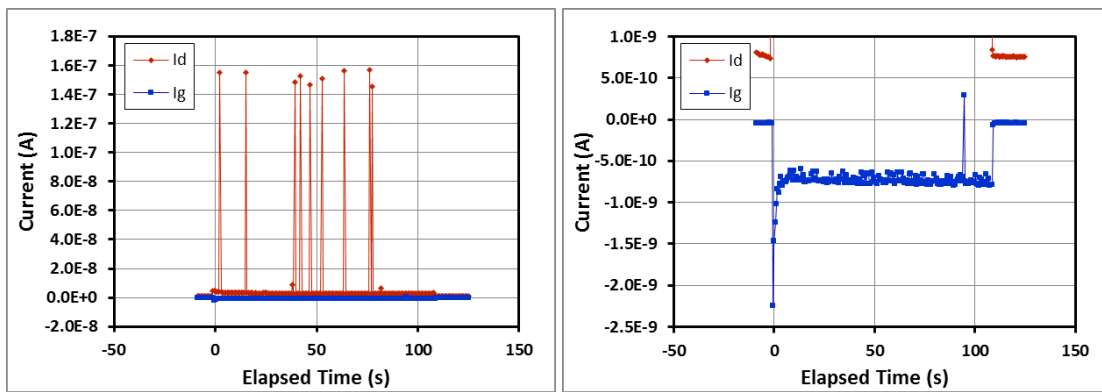 1.8E-7
1.6E-7
1.4E-7
1.2E-7
1.0E-7
8.0E-8
6.0E-8
4.0E-8
2.0E-8
0.0E+0
-2.0E-8
Current (A)
Id
Ig
-50
0
50
100
150
Elapsed Time (s)
1.0E-9
5.0E-10
0.0E+0
-5.0E-10
-1.0E-9
-1.5E-9
-2.0E-9
-2.5E-9
Current (A)
Id
Ig
-50
0
50
100
150
Elapsed Time (s)